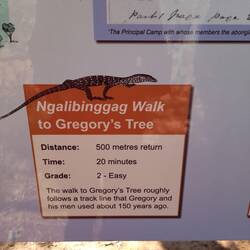 'The Principal Camp with whose members the aborig
Ngalibinggag Walk
to Gregory's Tree
Distance: 500 metres return
Time: 20 minutes
Grade: 2 - Easy
The walk to Gregory's Tree roughly
follows a track line that Gregory and
his men used about 150 years ago.